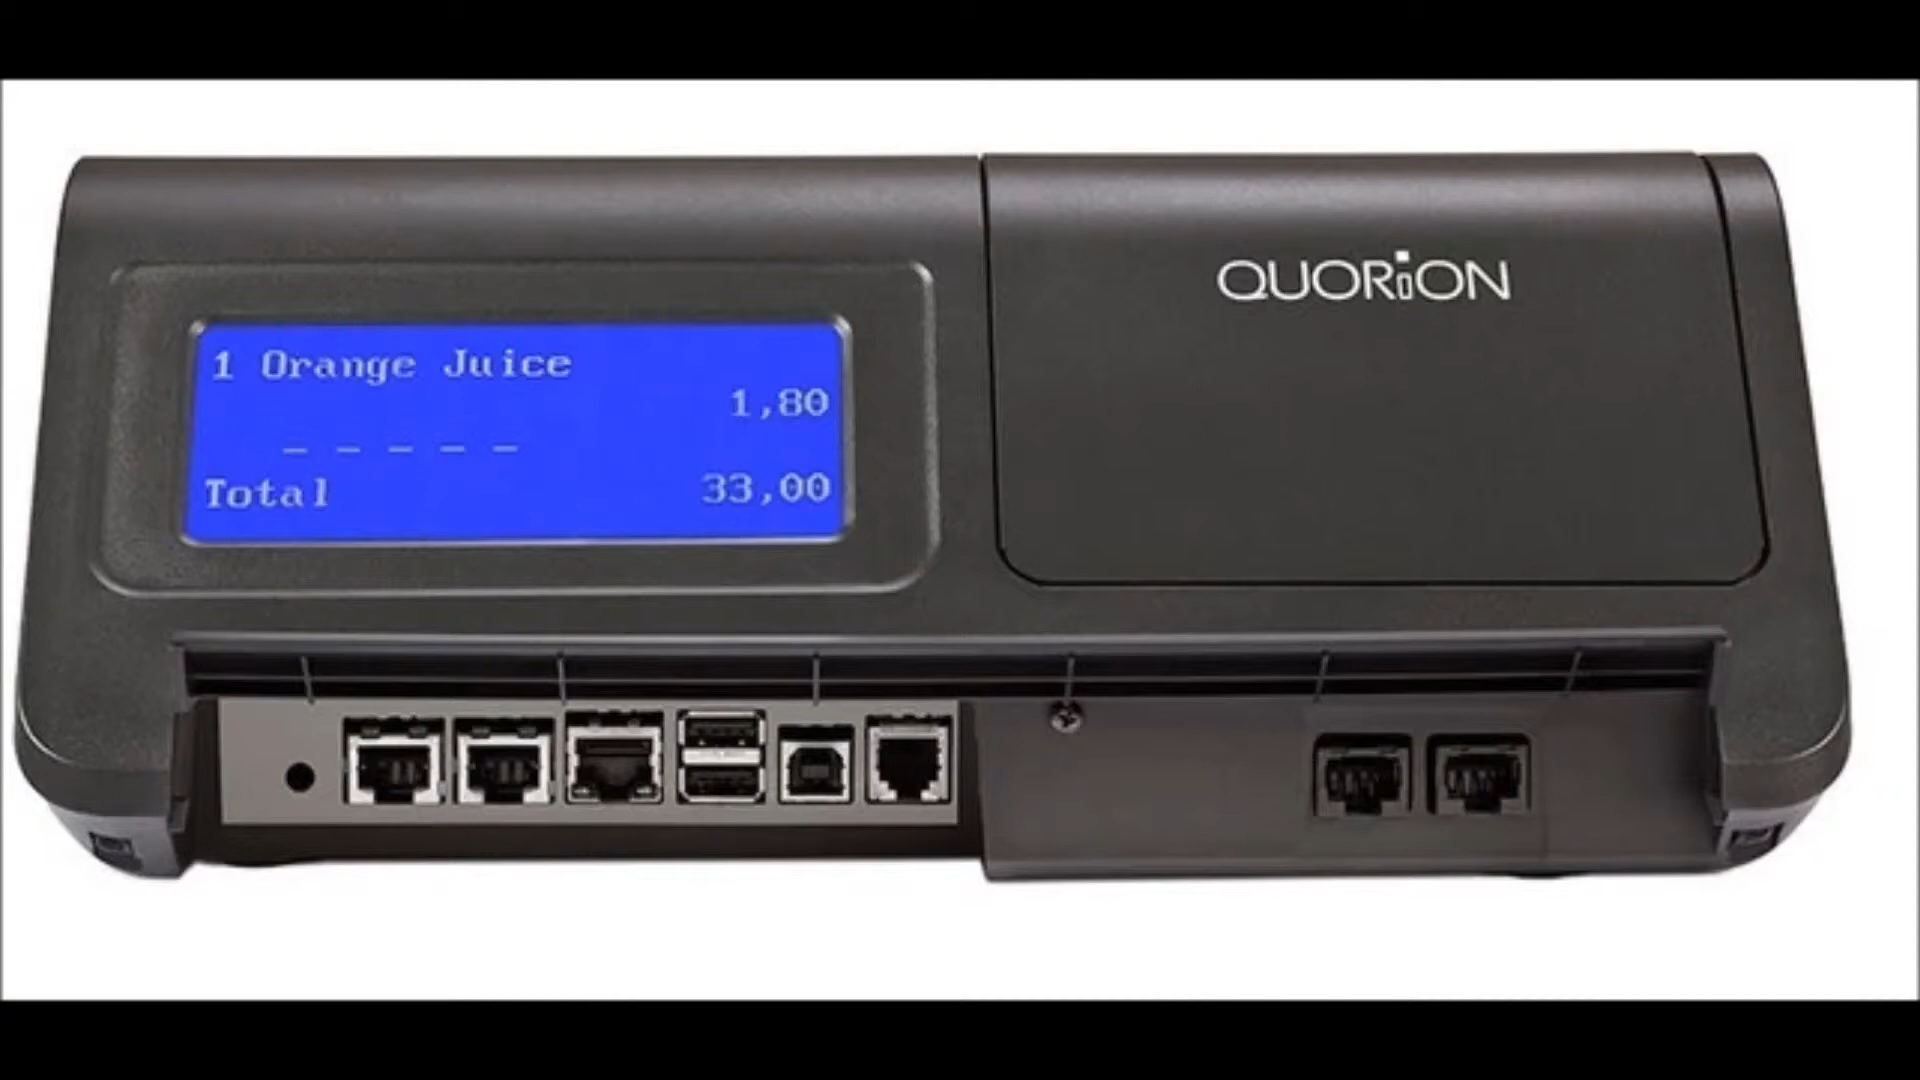 QUORiON
1 Orange Juice
1,80
_ _ _ _ _
Total 33,00